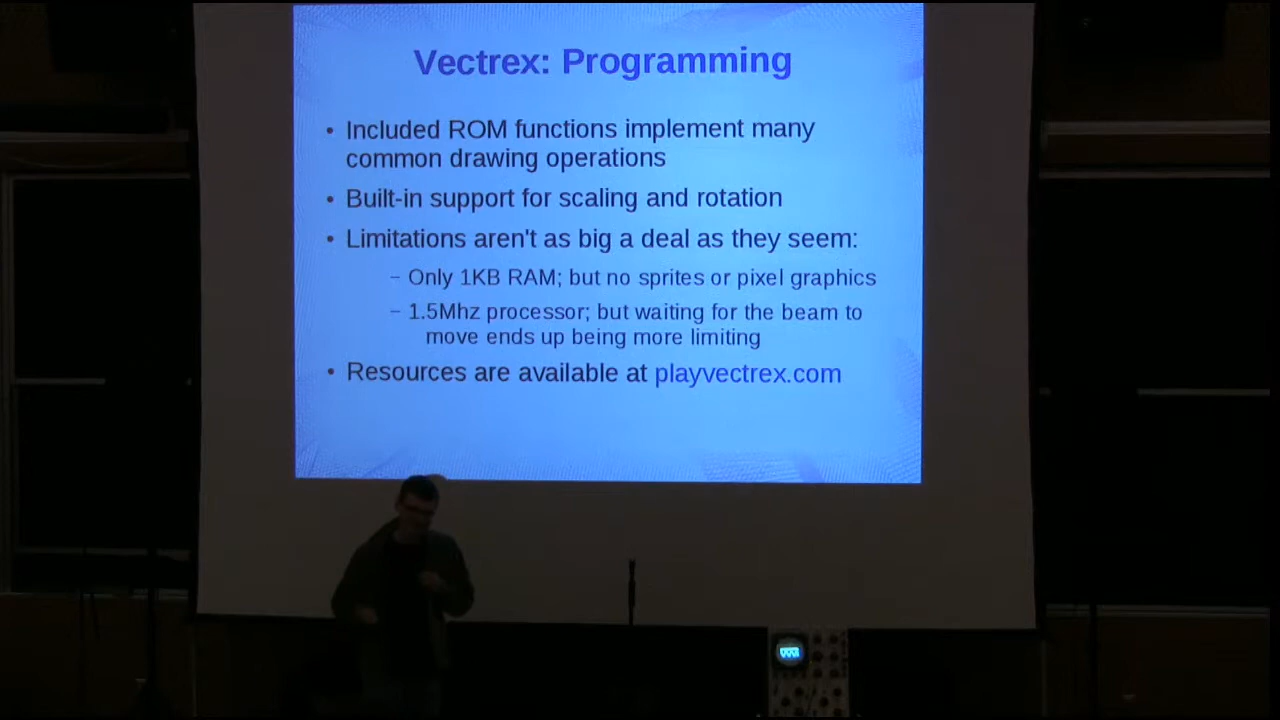 Vectrex: Programming
• Included ROM functions implement many
common drawing operations
• Built-in support for scaling and rotation
• Limitations aren't as big a deal as they seem:
– Only 1KB RAM; but no sprites or pixel graphics
– 1.5Mhz processor; but waiting for the beam to
move ends up being more limiting
• Resources are available at playvectrex.com